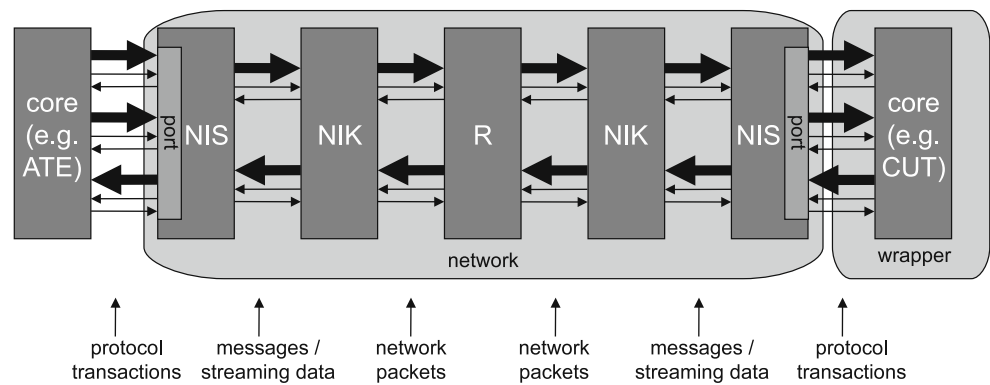 core
(e.g.
ATE)
port
NIS
NIK
R
NIK
NIS
port
core
(e.g.
CUT)
network
wrapper
protocol
transactions
messages /
streaming data
network
packets
network
packets
messages /
streaming data
protocol
transactions